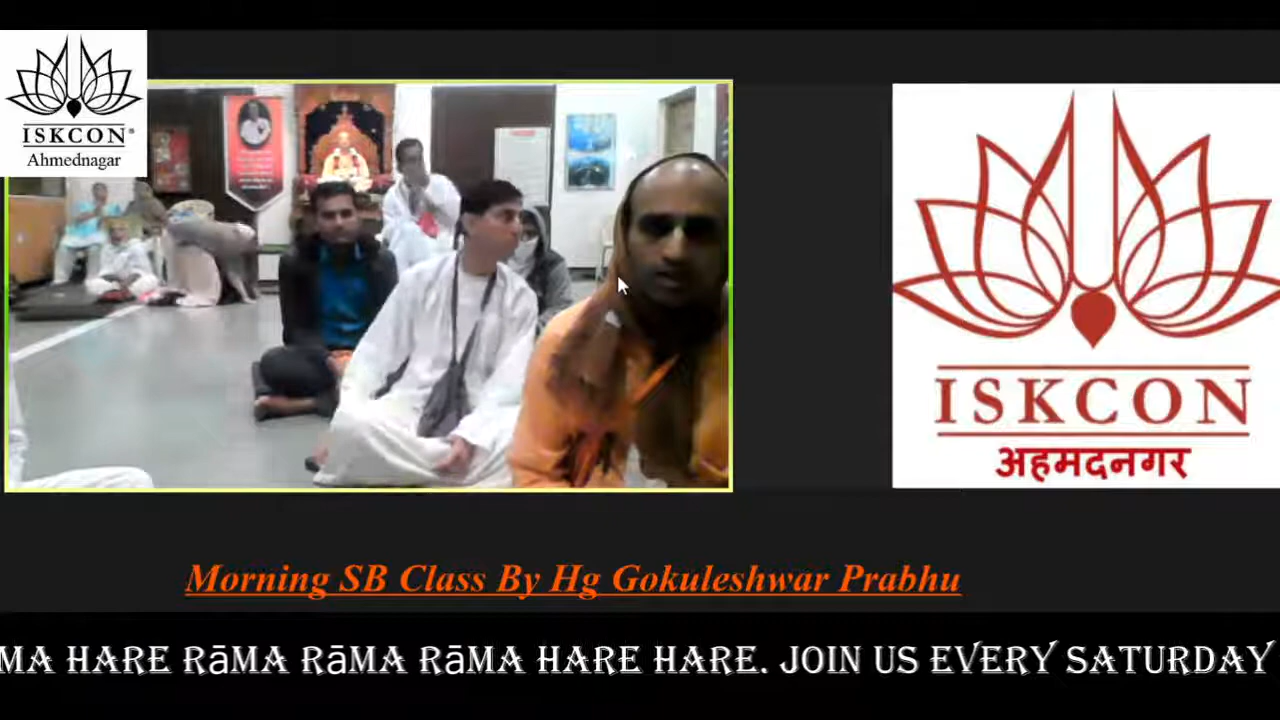 ISKCON®
Ahmednagar
ISKCON
अहमदनगर
Morning SB Class By Hg Gokuleshwar Prabhu
MA HARE RāMA RāMA RāMA HARE HARE. JOIN US EVERY SATURDAY